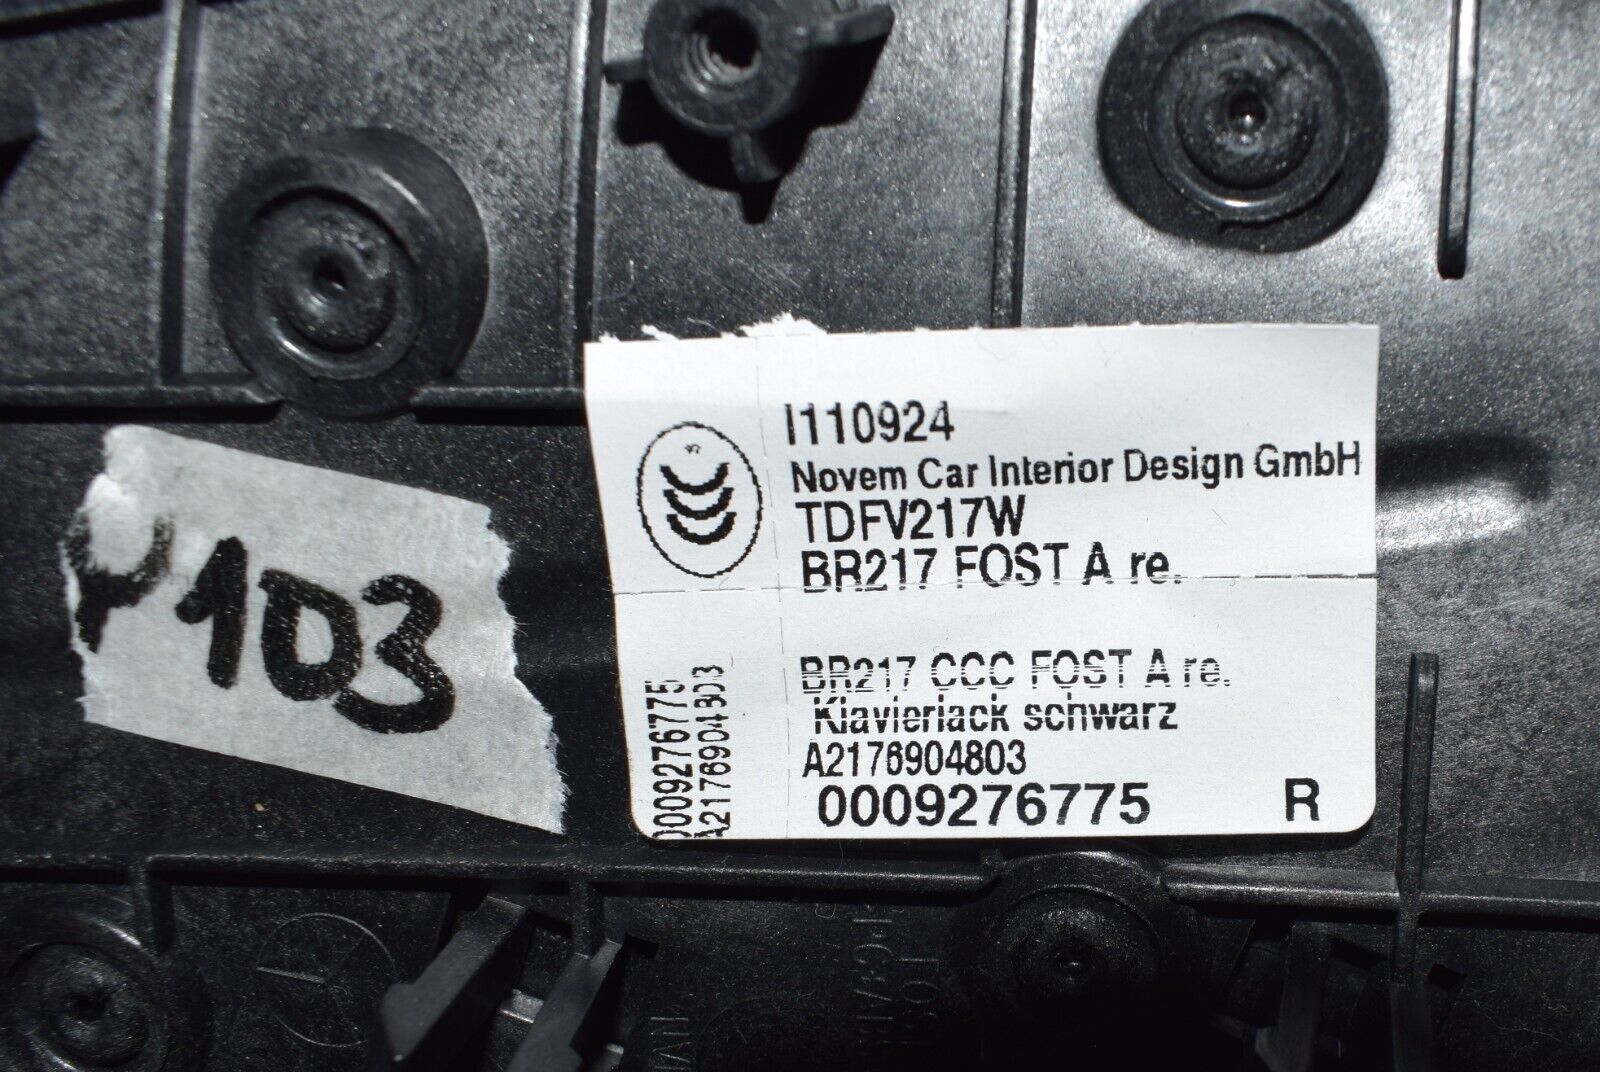 I110924
Novem Car Interior Design GmbH
TDFV217W
BR217 FOST A re.
BR217 CCC FOST A re.
Klavierlack schwarz
A2176904803
0009276775 R
0009276775
A2176904803
P103